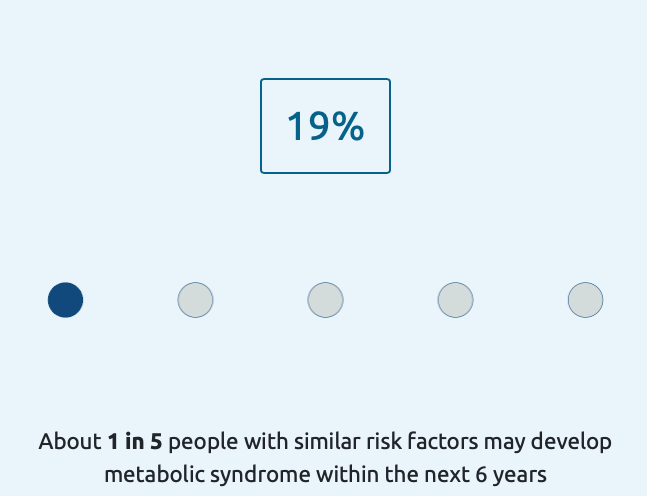 19%
About 1 in 5 people with similar risk factors may develop
metabolic syndrome within the next 6 years